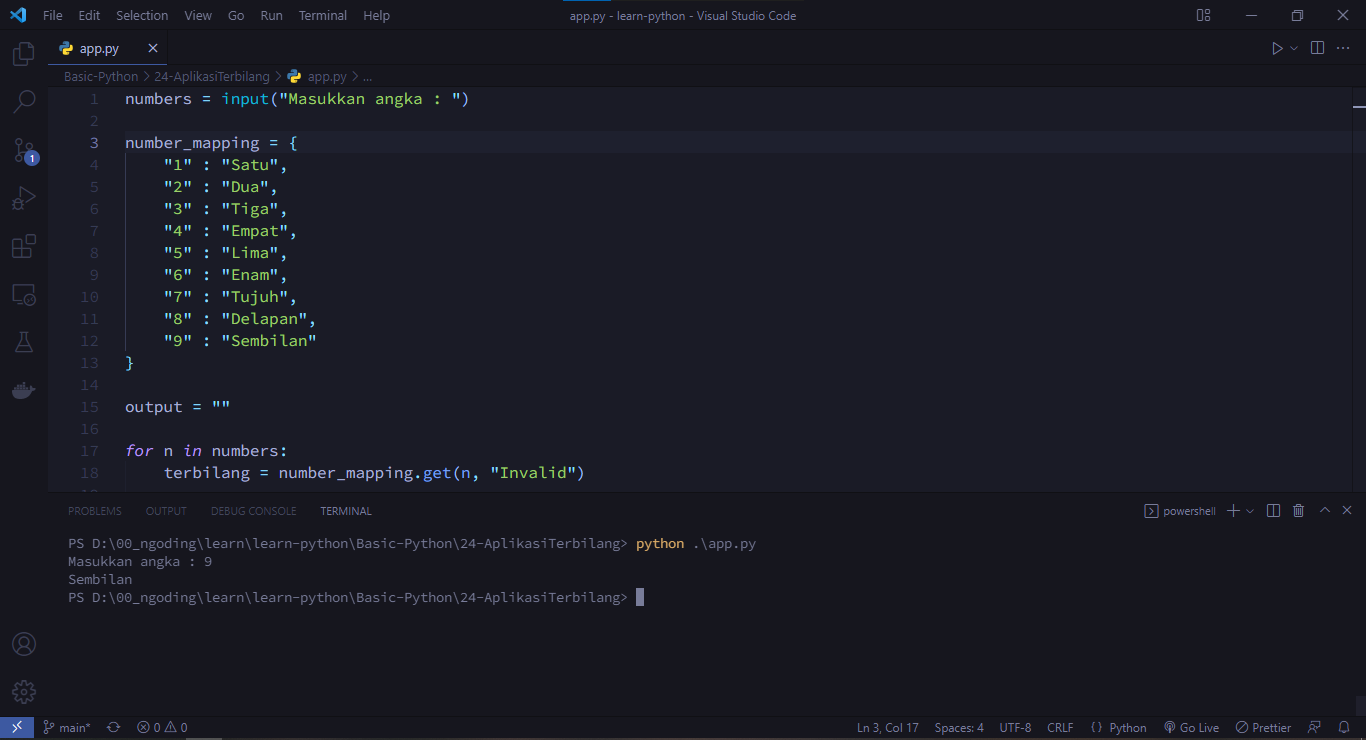 File Edit Selection View Go Run Terminal Help app.py - learn-python - Visual Studio Code
app.py
Basic-Python > 24-AplikasiTerbilang > app.py > ...
1 numbers = input("Masukkan angka : ")
2
3 number_mapping = {
4 "1" : "Satu",
5 "2" : "Dua",
6 "3" : "Tiga",
7 "4" : "Empat",
8 "5" : "Lima",
9 "6" : "Enam",
10 "7" : "Tujuh",
11 "8" : "Delapan",
12 "9" : "Sembilan"
13 }
14
15 output = ""
16
17 for n in numbers:
18 terbilang = number_mapping.get(n, "Invalid")
1
PROBLEMS OUTPUT DEBUG CONSOLE TERMINAL powershell
PS D:\00_ngoding\learn\learn-python\Basic-Python\24-AplikasiTerbilang> python .\app.py
Masukkan angka : 9
Sembilan
PS D:\00_ngoding\learn\learn-python\Basic-Python\24-AplikasiTerbilang>
main* 0 0 Ln 3, Col 17 Spaces: 4 UTF-8 CRLF {} Python Go Live Prettier